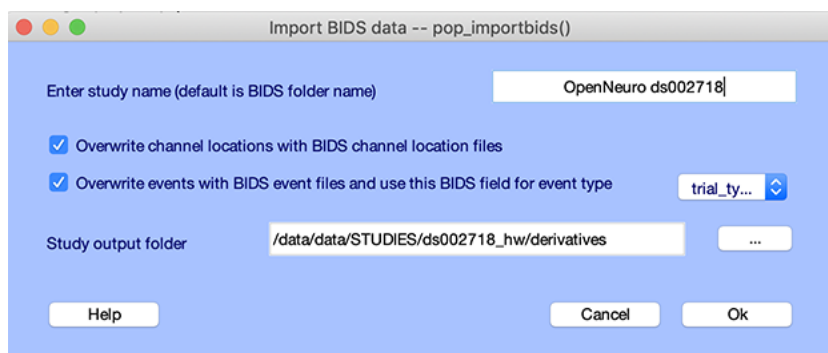 Import BIDS data -- pop_importbids()
Enter study name (default is BIDS folder name) OpenNeuro ds002718
Overwrite channel locations with BIDS channel location files
Overwrite events with BIDS event files and use this BIDS field for event type trial_ty...
Study output folder /data/data/STUDIES/ds002718_hw/derivatives ...
Help Cancel Ok